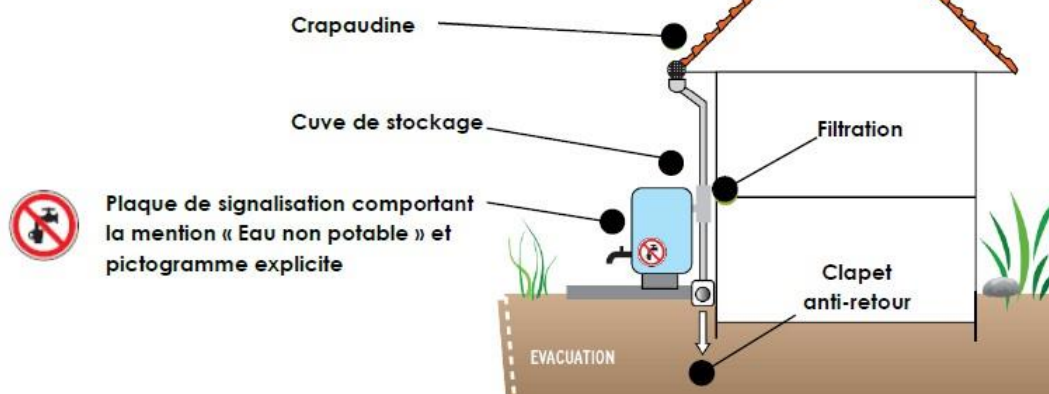 Crapaudine
Cuve de stockage
Filtration
Plaque de signalisation comportant
la mention « Eau non potable » et
pictogramme explicite
Clapet
anti-retour
EVACUATION